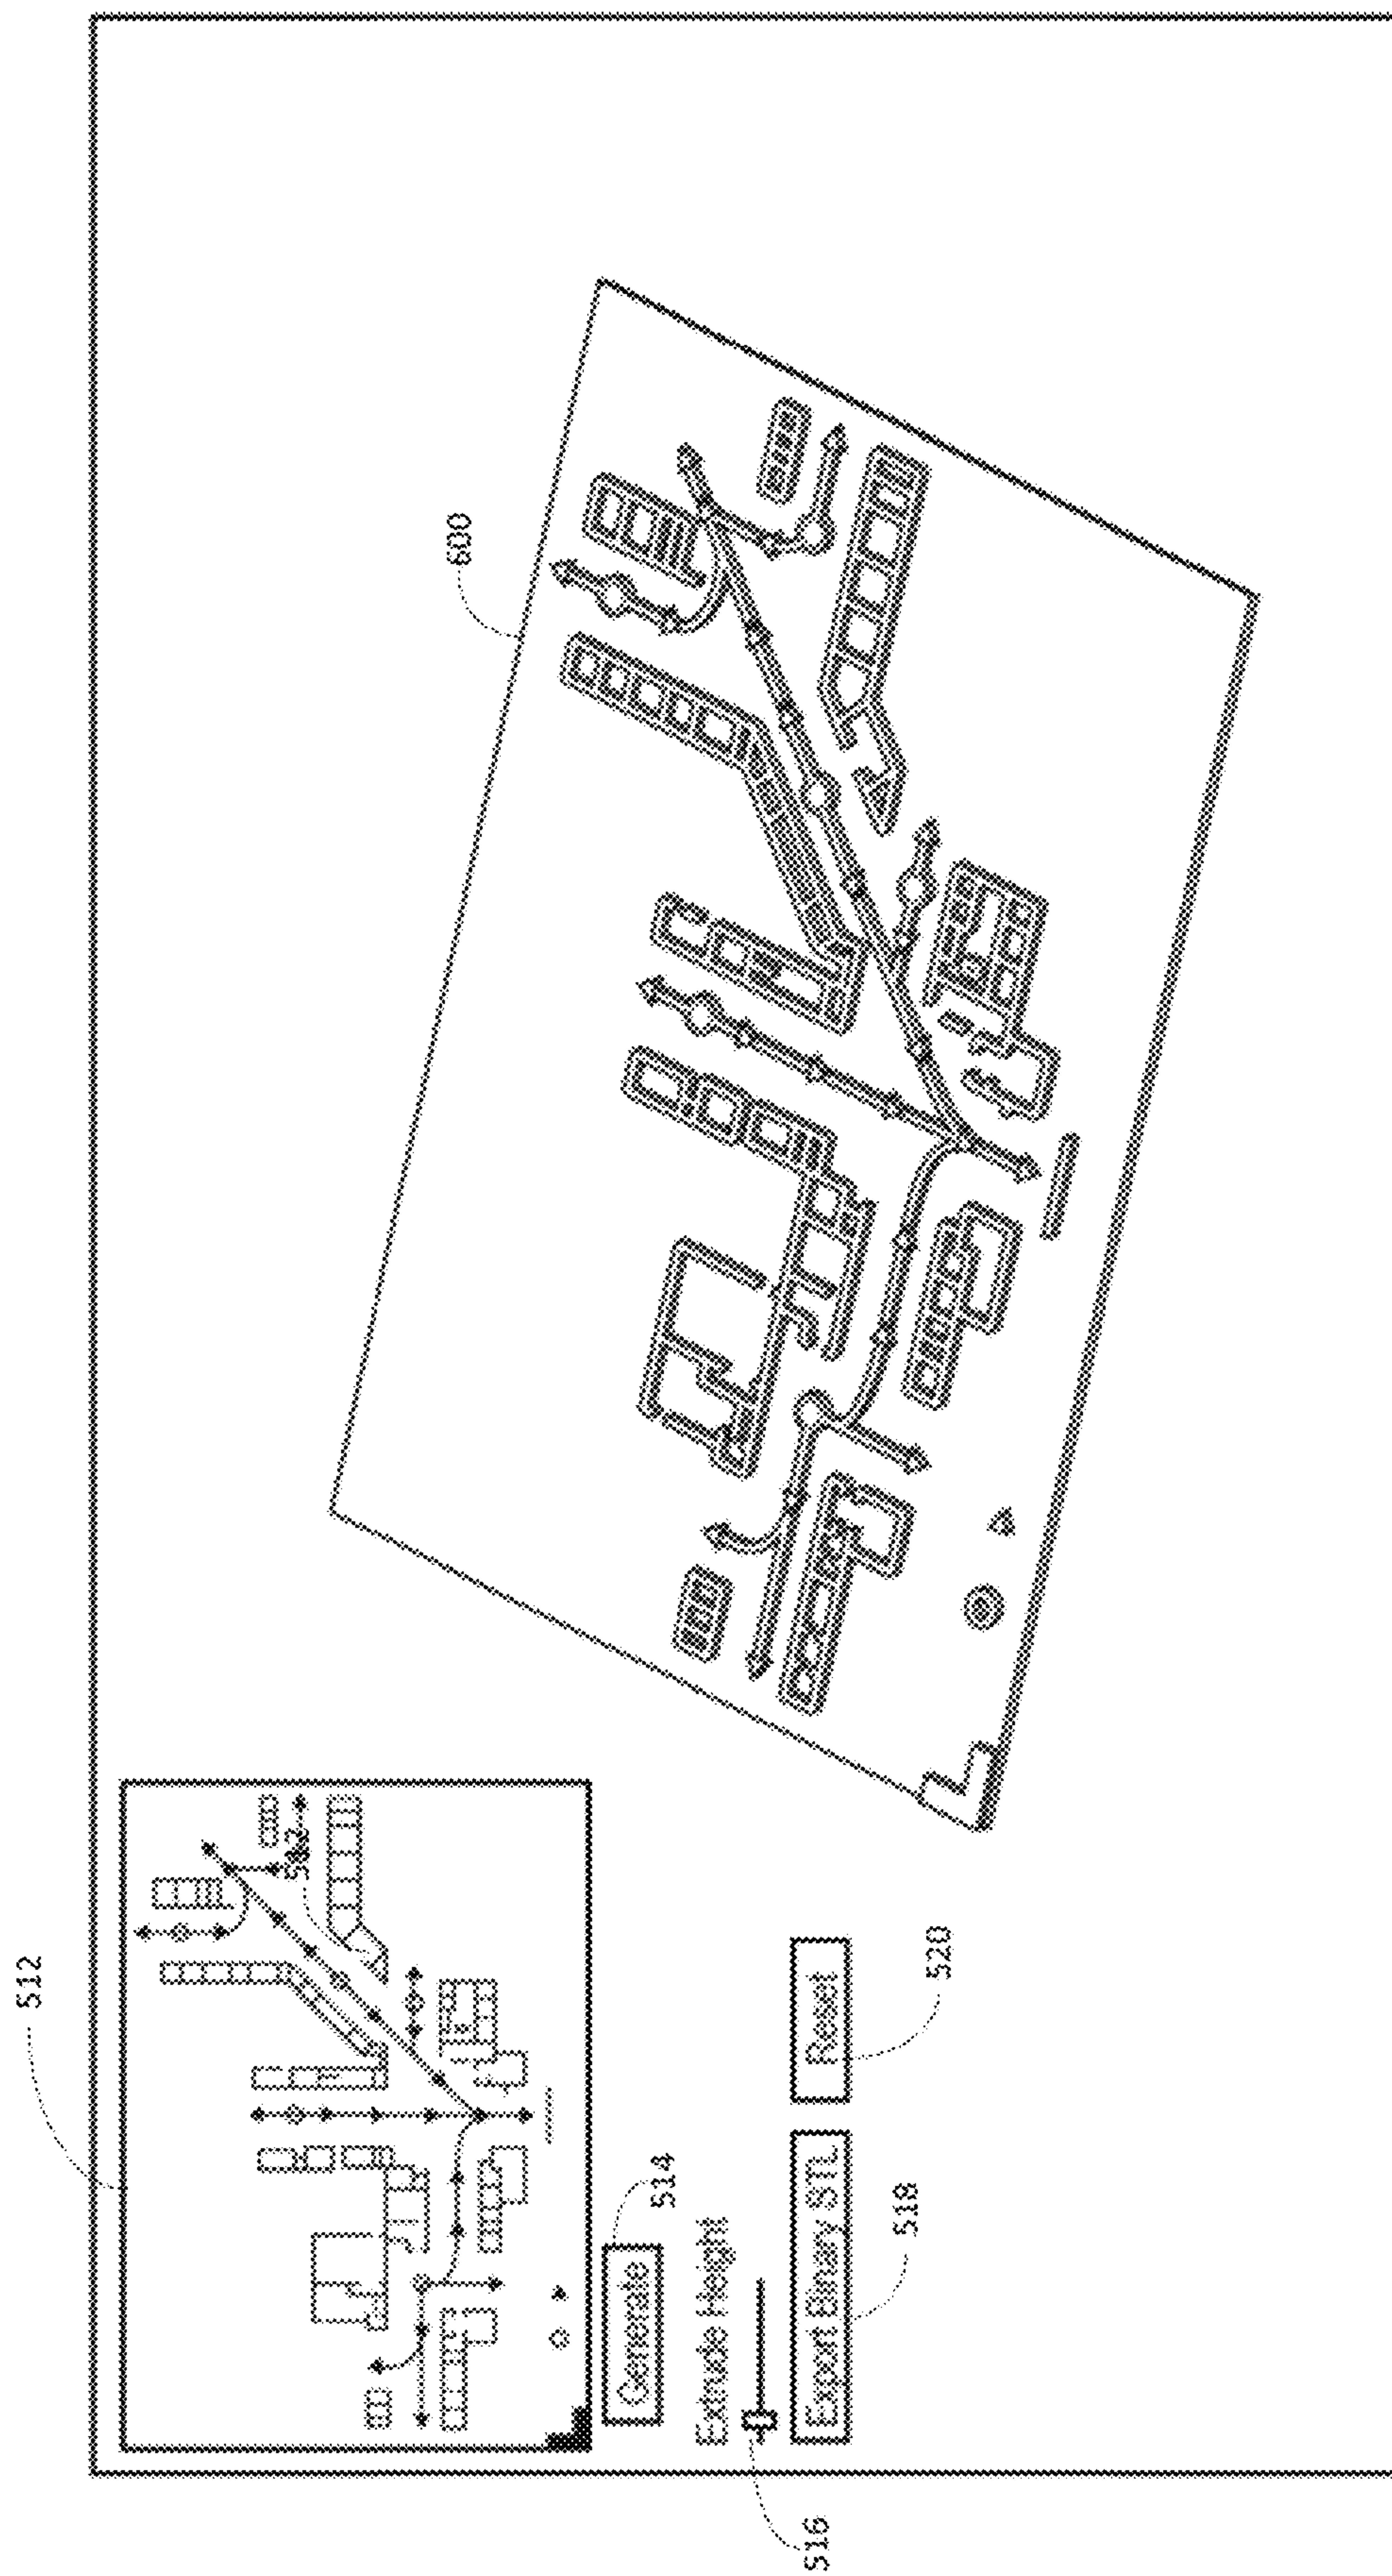 512
600
Generate
514
Extrude Height
516
Export Binary STL
Reset
518
520